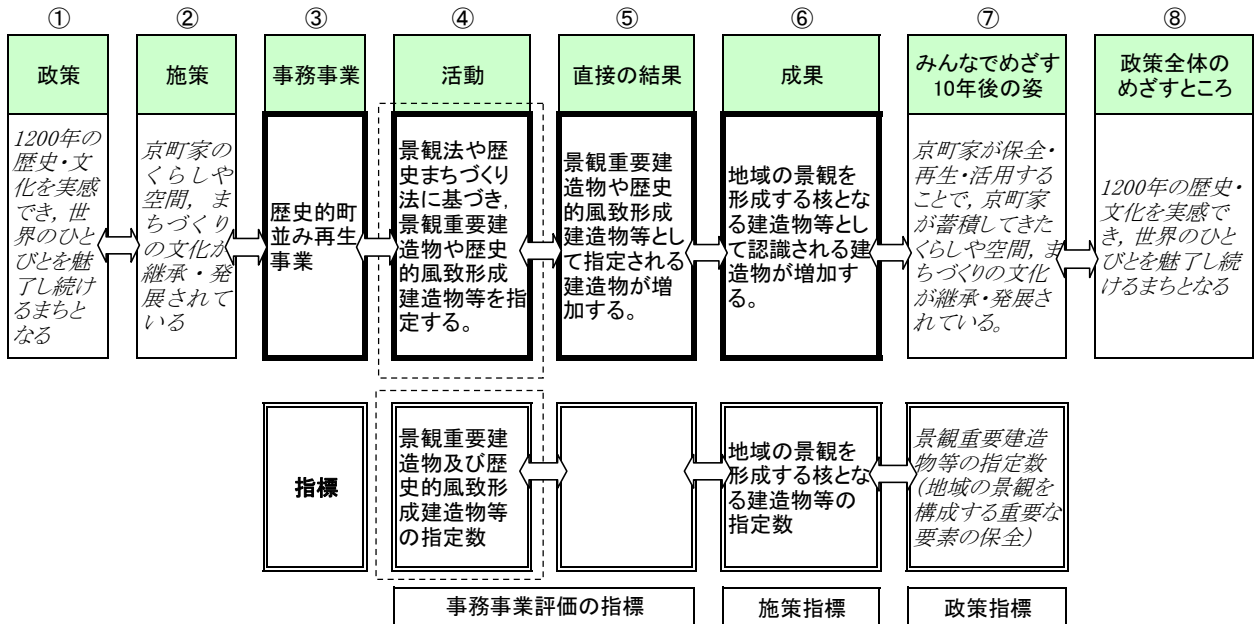 ①
②
③
④
⑤
⑥
⑦
⑧
政策
施策
事務事業
活動
直接の結果
成果
みんなでめざす
10年後の姿
政策全体の
めざすところ
1200年の
歴史・文
化を実感
でき, 世
界のひと
びとを魅
了し続け
るまちと
なる
京町家の
くらしや
空間, ま
ちづくり
の文化が
継承・発
展されて
いる
歴史的町
並み再生
事業
景観法や歴
史まちづくり
法に基づき,
景観重要建
造物や歴史
的風致形成
建造物等を指
定する。
景観重要建
造物や歴史
的風致形成
建造物等とし
て指定される
建造物が増
加する。
地域の景観を
形成する核とな
る建造物等とし
て認識される建
造物が増加す
る。
京町家が保全・
再生・活用する
ことで, 京町家
が蓄積してきた
くらしや空間, ま
ちづくりの文化
が継承・発展さ
れている。
1200年の歴史・
文化を実感で
き, 世界のひと
びとを魅了し続
けるまちとなる
指標
景観重要建
造物及び歴
史的風致形
成建造物等
の指定数
地域の景観を
形成する核とな
る建造物等の
指定数
景観重要建造
物等の指定数
(地域の景観を
構成する重要な
要素の保全)
事務事業評価の指標
施策指標
政策指標